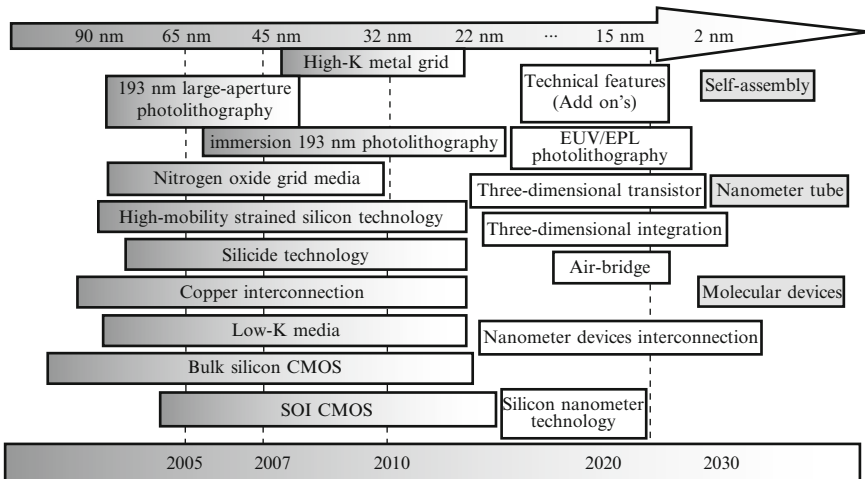 90 nm 65 nm 45 nm 32 nm 22 nm ... 15 nm 2 nm
High-K metal grid
193 nm large-aperture
photolithography
Technical features
(Add on's)
Self-assembly
immersion 193 nm photolithography
EUV/EPL
photolithography
Nitrogen oxide grid media
Three-dimensional transistor
Nanometer tube
High-mobility strained silicon technology
Three-dimensional integration
Silicide technology
Air-bridge
Copper interconnection
Molecular devices
Low-K media
Nanometer devices interconnection
Bulk silicon CMOS
SOI CMOS
Silicon nanometer
technology
2005 2007 2010 2020 2030